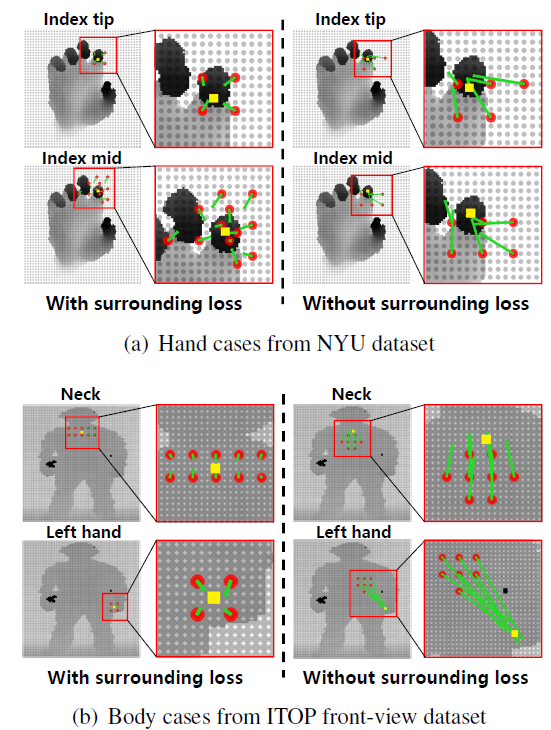 Index tip
Index tip
Index mid
Index mid
With surrounding loss
Without surrounding loss
(a) Hand cases from NYU dataset
Neck
Neck
Left hand
Left hand
With surrounding loss
Without surrounding loss
(b) Body cases from ITOP front-view dataset